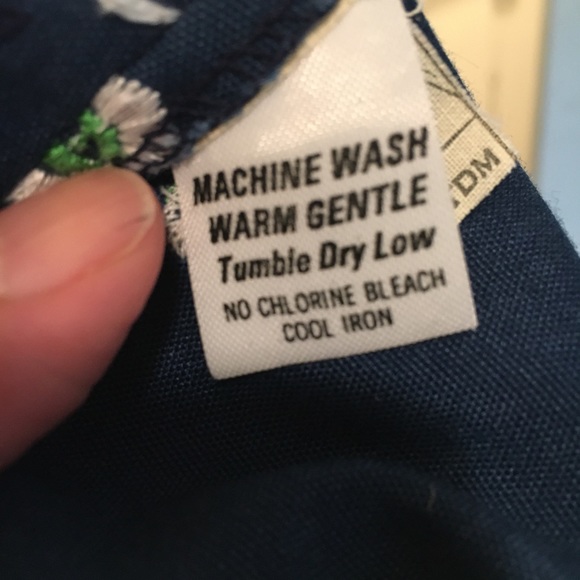 MACHINE WASH
WARM GENTLE
Tumble Dry Low
NO CHLORINE BLEACH
COOL IRON